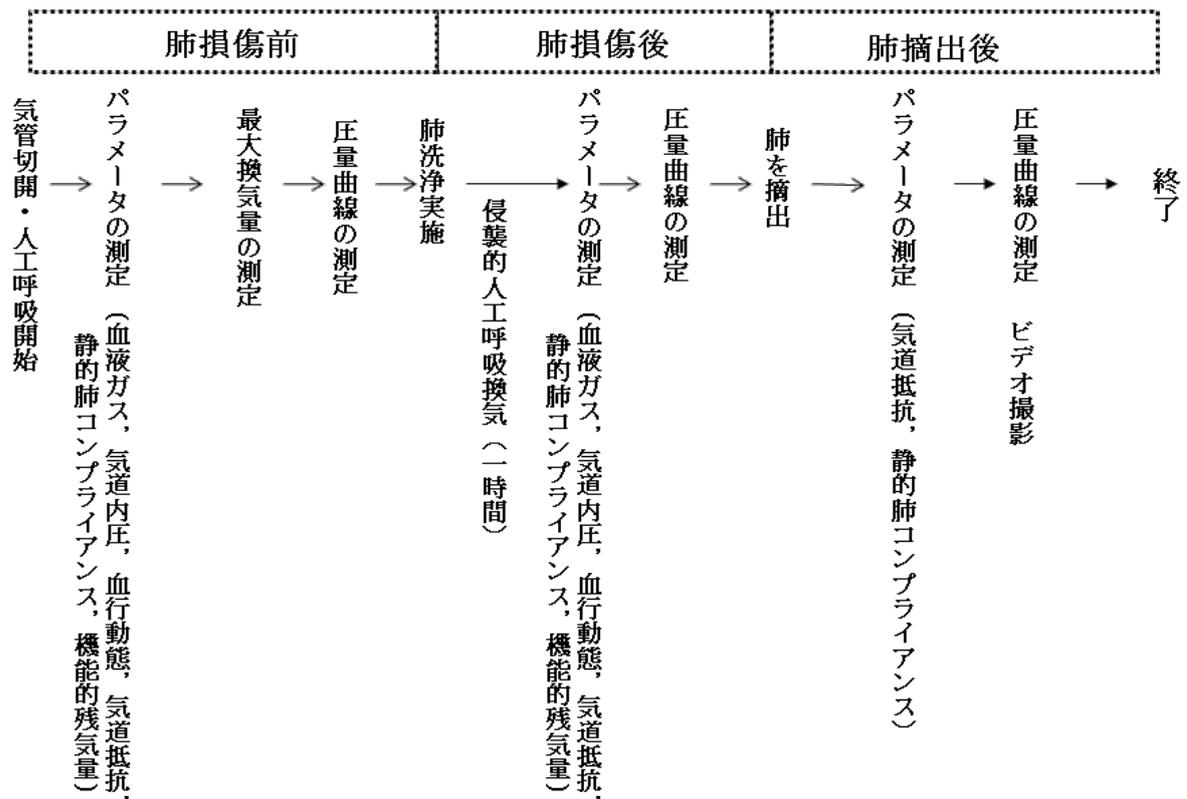 肺損傷前
肺損傷後
肺摘出後
気管切開・人工呼吸開始
パラメータの測定 (血液ガス, 気道内圧, 血行動態, 気道抵抗,
静的肺コンプライアンス, 機能的残気量)
最大換気量の測定
圧量曲線の測定
肺洗浄実施
侵襲的人工呼吸換気(一時間)
パラメータの測定 (血液ガス, 気道内圧, 血行動態, 気道抵抗,
静的肺コンプライアンス, 機能的残気量)
圧量曲線の測定
肺を摘出
パラメータの測定 (気道抵抗, 静的肺コンプライアンス)
圧量曲線の測定 ビデオ撮影
終了